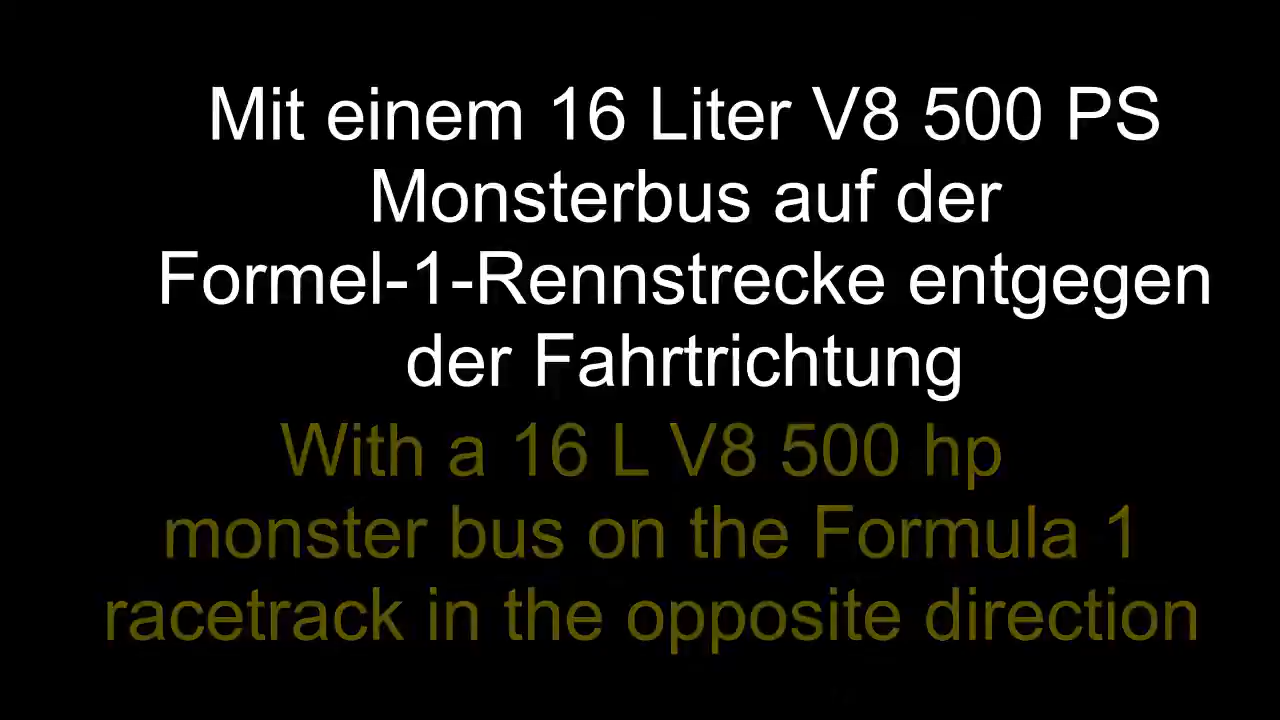 Mit einem 16 Liter V8 500 PS
Monsterbus auf der
Formel-1-Rennstrecke entgegen
der Fahrtrichtung
With a 16 L V8 500 hp
monster bus on the Formula 1
racetrack in the opposite direction